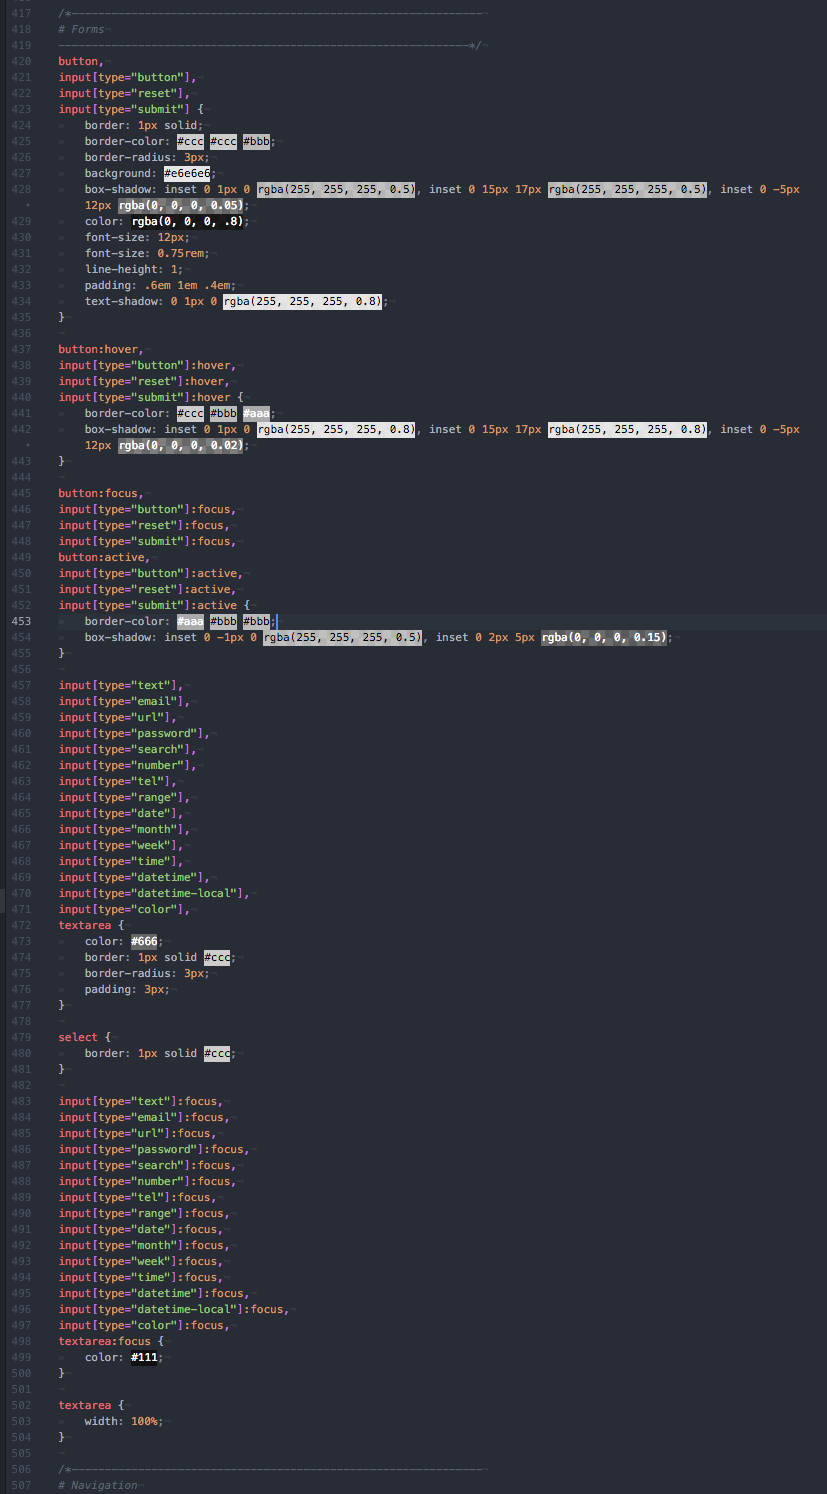 417 /*--------------------------------------------------------------
418 # Forms
419 --------------------------------------------------------------*/
420 button,
421 input[type="button"],
422 input[type="reset"],
423 input[type="submit"] {
424 border: 1px solid;
425 border-color: #ccc #ccc #bbb;
426 border-radius: 3px;
427 background: #e6e6e6;
428 box-shadow: inset 0 1px 0 rgba(255, 255, 255, 0.5), inset 0 15px 17px rgba(255, 255, 255, 0.5), inset 0 -5px
• 12px rgba(0, 0, 0, 0.05);
429 color: rgba(0, 0, 0, .8);
430 font-size: 12px;
431 font-size: 0.75rem;
432 line-height: 1;
433 padding: .6em 1em .4em;
434 text-shadow: 0 1px 0 rgba(255, 255, 255, 0.8);
435 }
436
437 button:hover,
438 input[type="button"]:hover,
439 input[type="reset"]:hover,
440 input[type="submit"]:hover {
441 border-color: #ccc #bbb #aaa;
442 box-shadow: inset 0 1px 0 rgba(255, 255, 255, 0.8), inset 0 15px 17px rgba(255, 255, 255, 0.8), inset 0 -5px
• 12px rgba(0, 0, 0, 0.02);
443 }
444
445 button:focus,
446 input[type="button"]:focus,
447 input[type="reset"]:focus,
448 input[type="submit"]:focus,
449 button:active,
450 input[type="button"]:active,
451 input[type="reset"]:active,
452 input[type="submit"]:active {
453 border-color: #aaa #bbb #bbb;
454 box-shadow: inset 0 -1px 0 rgba(255, 255, 255, 0.5), inset 0 2px 5px rgba(0, 0, 0, 0.15);
455 }
456
457 input[type="text"],
458 input[type="email"],
459 input[type="url"],
460 input[type="password"],
461 input[type="search"],
462 input[type="number"],
463 input[type="tel"],
464 input[type="range"],
465 input[type="date"],
466 input[type="month"],
467 input[type="week"],
468 input[type="time"],
469 input[type="datetime"],
470 input[type="datetime-local"],
471 input[type="color"],
472 textarea {
473 color: #666;
474 border: 1px solid #ccc;
475 border-radius: 3px;
476 padding: 3px;
477 }
478
479 select {
480 border: 1px solid #ccc;
481 }
482
483 input[type="text"]:focus,
484 input[type="email"]:focus,
485 input[type="url"]:focus,
486 input[type="password"]:focus,
487 input[type="search"]:focus,
488 input[type="number"]:focus,
489 input[type="tel"]:focus,
490 input[type="range"]:focus,
491 input[type="date"]:focus,
492 input[type="month"]:focus,
493 input[type="week"]:focus,
494 input[type="time"]:focus,
495 input[type="datetime"]:focus,
496 input[type="datetime-local"]:focus,
497 input[type="color"]:focus,
498 textarea:focus {
499 color: #111;
500 }
501
502 textarea {
503 width: 100%;
504 }
505
506 /*--------------------------------------------------------------
507 # Navigation